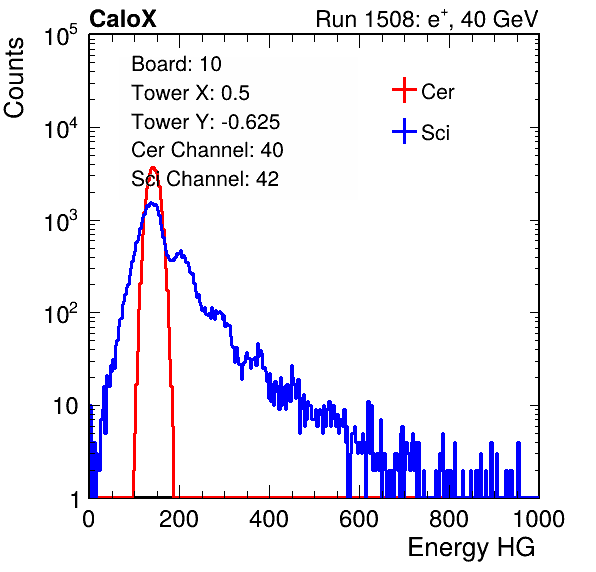 CaloX Run 1508: e+, 40 GeV
Counts
Board: 10
Tower X: 0.5
Tower Y: -0.625
Cer Channel: 40
Sci Channel: 42
Cer
Sci
10^5
10^4
10^3
10^2
10
1
0 200 400 600 800 1000
Energy HG